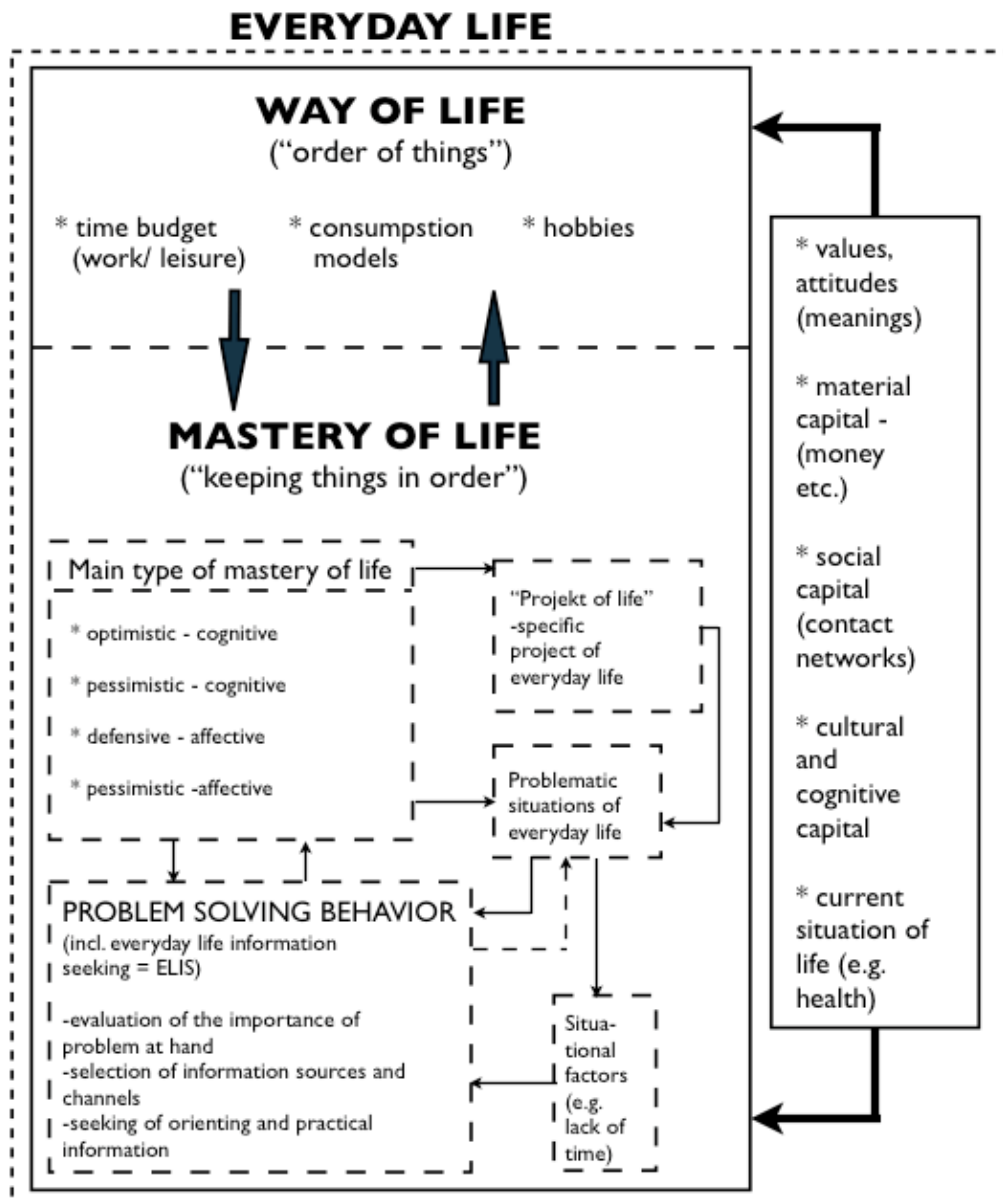 EVERYDAY LIFE
WAY OF LIFE
(“order of things”)
* time budget
(work/ leisure)
* consumpstion
models
* hobbies
MASTERY OF LIFE
(“keeping things in order”)
Main type of mastery of life
* optimistic - cognitive
* pessimistic - cognitive
* defensive - affective
* pessimistic -affective
“Projekt of life”
-specific
project of
everyday life
Problematic
situations of
everyday life
PROBLEM SOLVING BEHAVIOR
(incl. everyday life information
seeking = ELIS)
-evaluation of the importance of
problem at hand
-selection of information sources and
channels
-seeking of orienting and practical
information
Situa-
tional
factors
(e.g.
lack of
time)
* values,
attitudes
(meanings)
* material
capital -
(money
etc.)
* social
capital
(contact
networks)
* cultural
and
cognitive
capital
* current
situation of
life (e.g.
health)